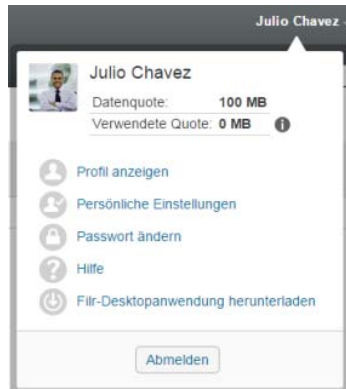 Julio Chavez
Julio Chavez
Datenquote: 100 MB
Verwendete Quote: 0 MB
Profil anzeigen
Persönliche Einstellungen
Passwort ändern
Hilfe
Filr-Desktopanwendung herunterladen
Abmelden